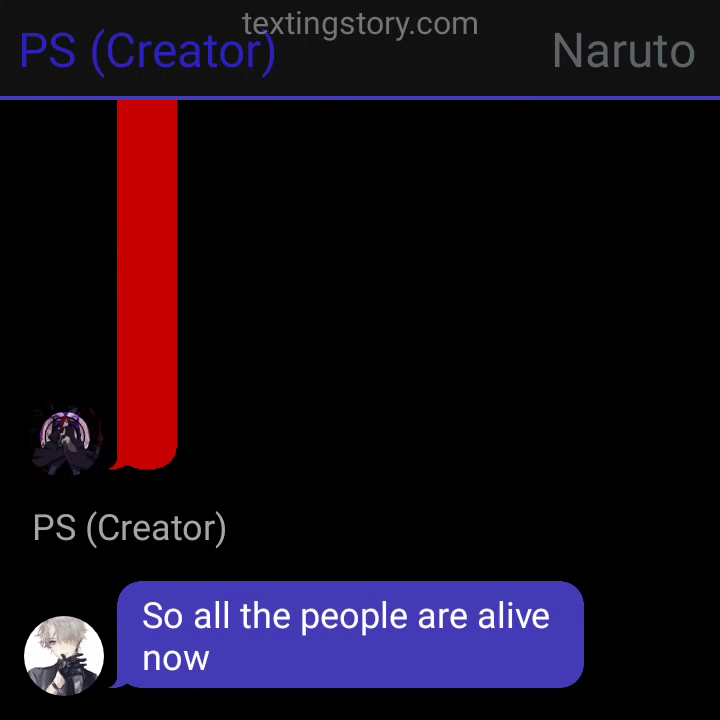 textingstory.com
PS (Creator)
Naruto
PS (Creator)
So all the people are alive
now